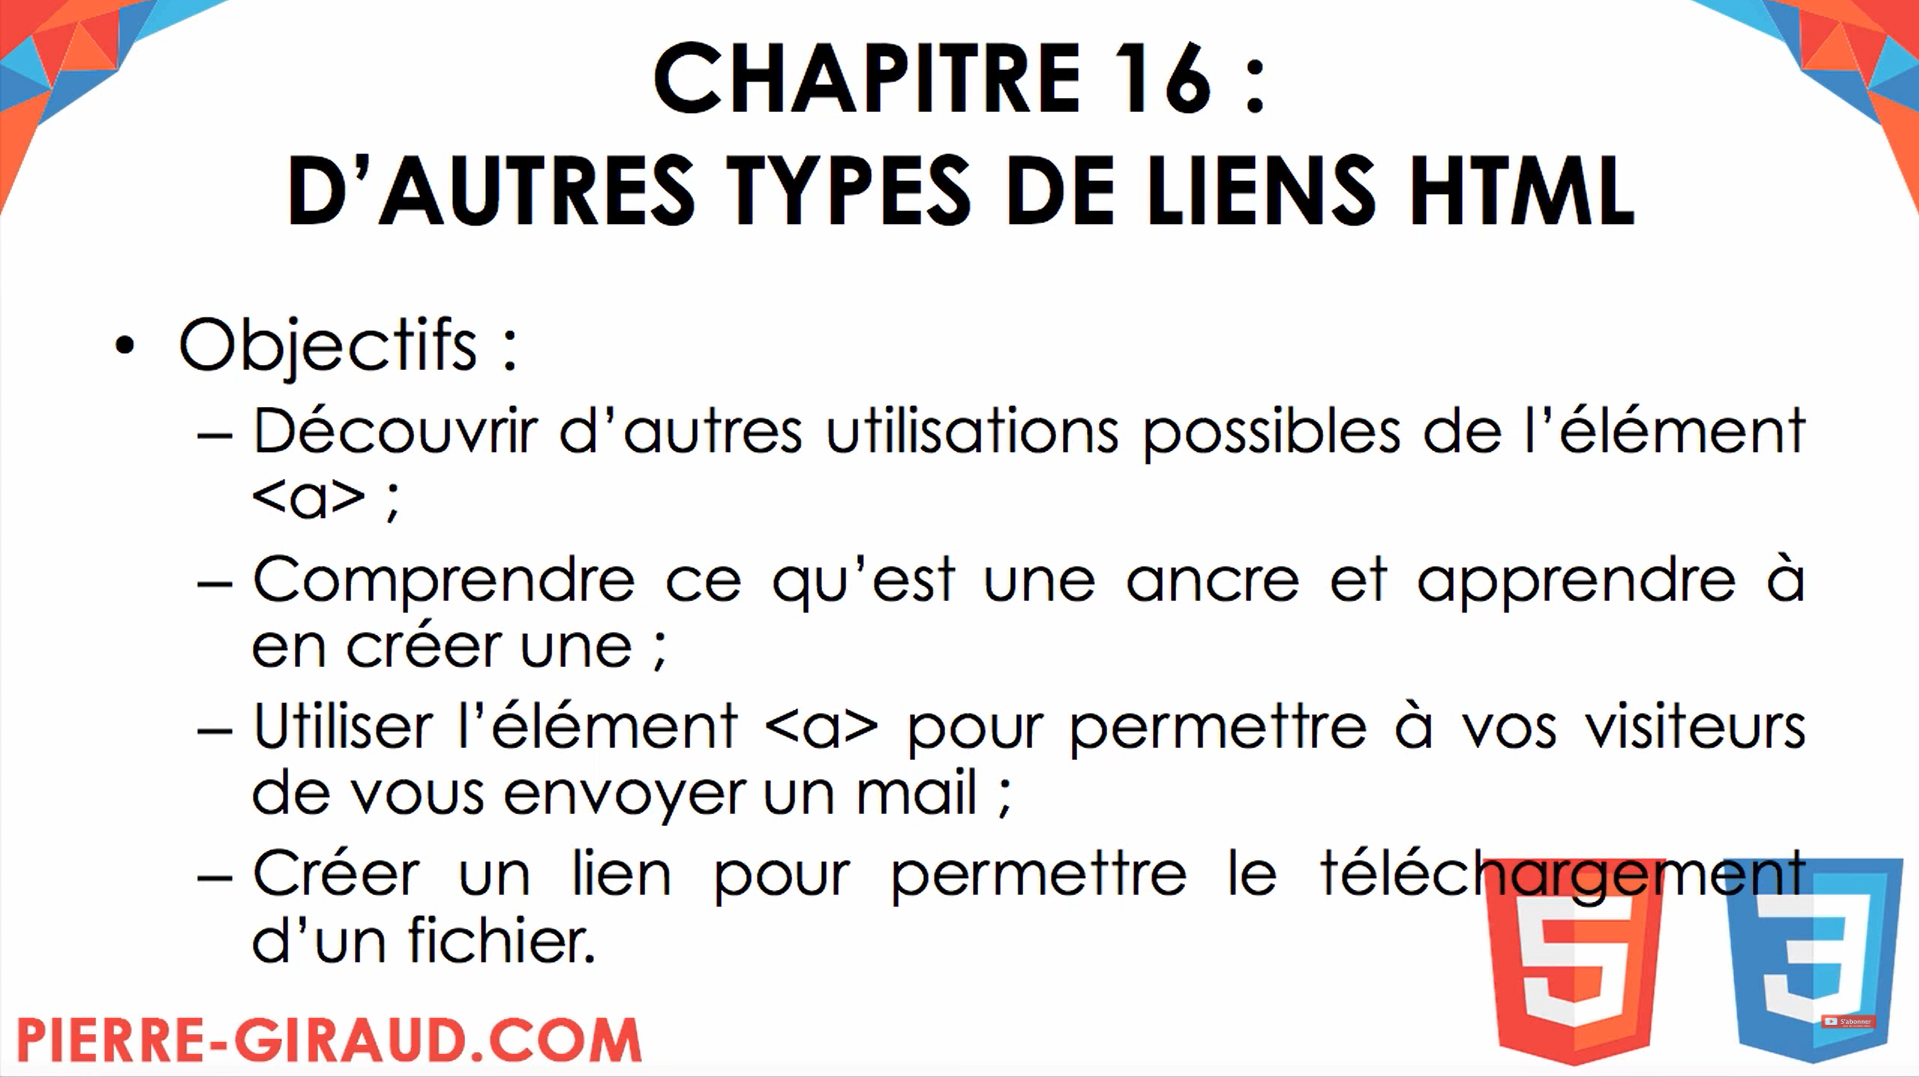 CHAPITRE 16 :
D’AUTRES TYPES DE LIENS HTML
• Objectifs :
– Découvrir d’autres utilisations possibles de l’élément
<a> ;
– Comprendre ce qu’est une ancre et apprendre à
en créer une ;
– Utiliser l’élément <a> pour permettre à vos visiteurs
de vous envoyer un mail ;
– Créer un lien pour permettre le téléchargement
d’un fichier.
PIERRE-GIRAUD.COM
5
3
S'abonner